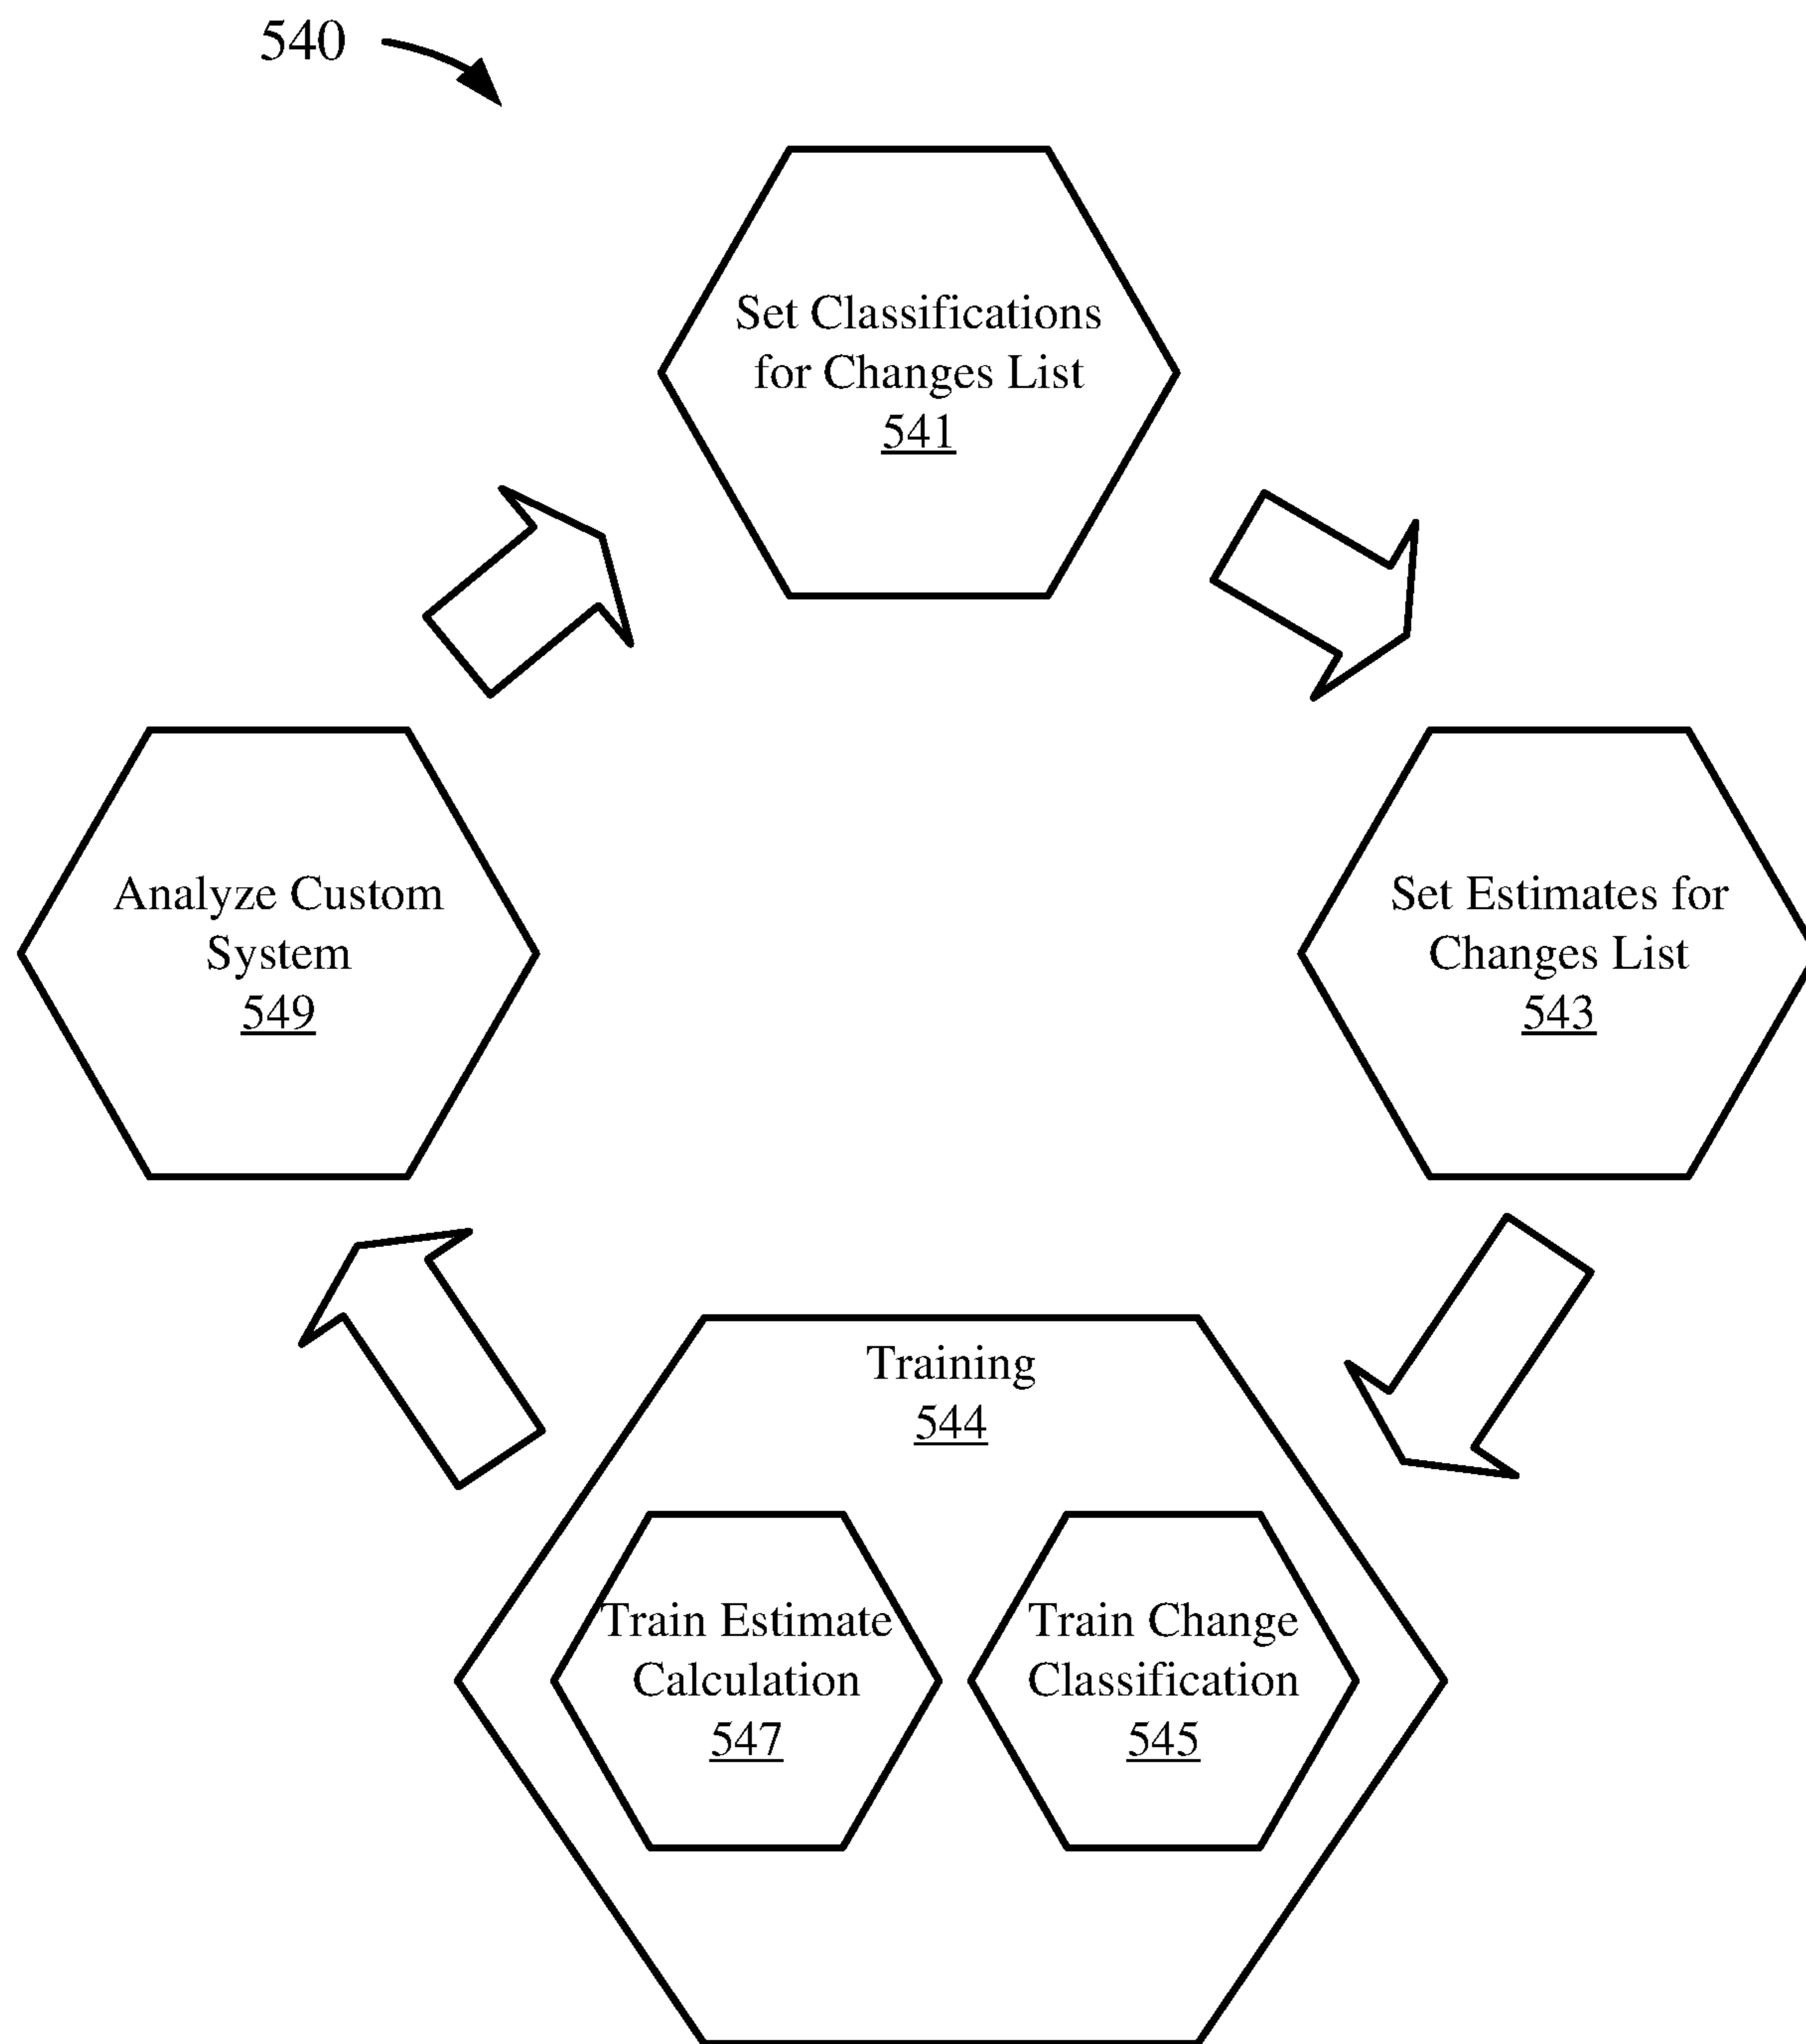 540
Set Classifications
for Changes List
541
Analyze Custom
System
549
Set Estimates for
Changes List
543
Training
544
Train Estimate
Calculation
547
Train Change
Classification
545